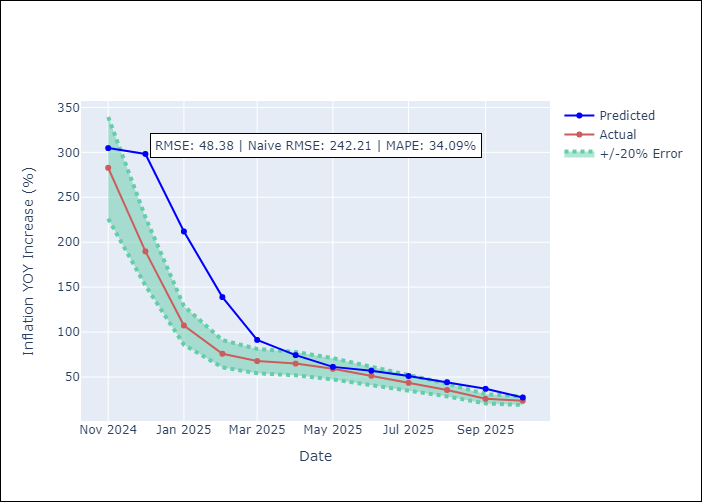 RMSE: 48.38 | Naive RMSE: 242.21 | MAPE: 34.09%
Predicted
Actual
+/-20% Error
Inflation YOY Increase (%)
350
300
250
200
150
100
50
Nov 2024
Jan 2025
Mar 2025
May 2025
Jul 2025
Sep 2025
Date